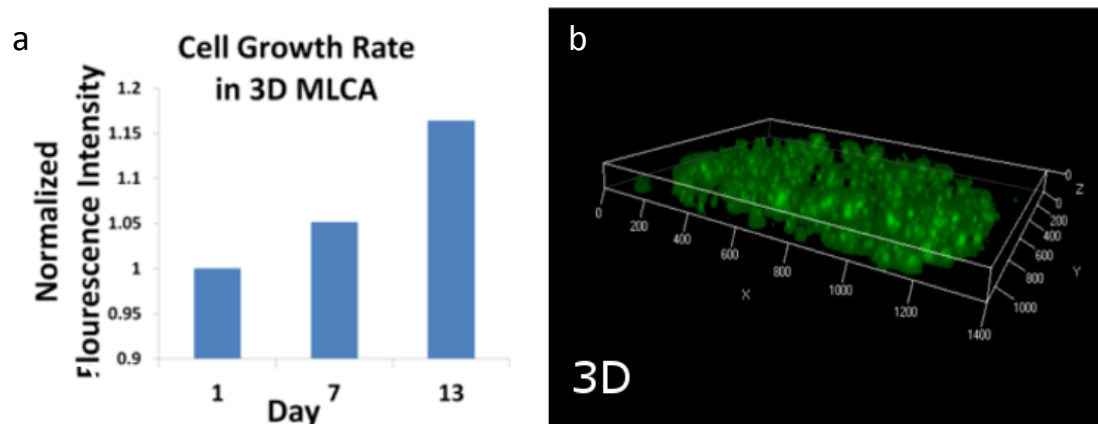 a
Cell Growth Rate
in 3D MLCA
Normalized
Flourescence Intensity
1.2
1.15
1.1
1.05
1
0.95
0.9
1
7
13
Day
b
0
200
400
600
800
1000
1200
1400
X
0
200
400
600
800
1000
Y
0
Z
3D